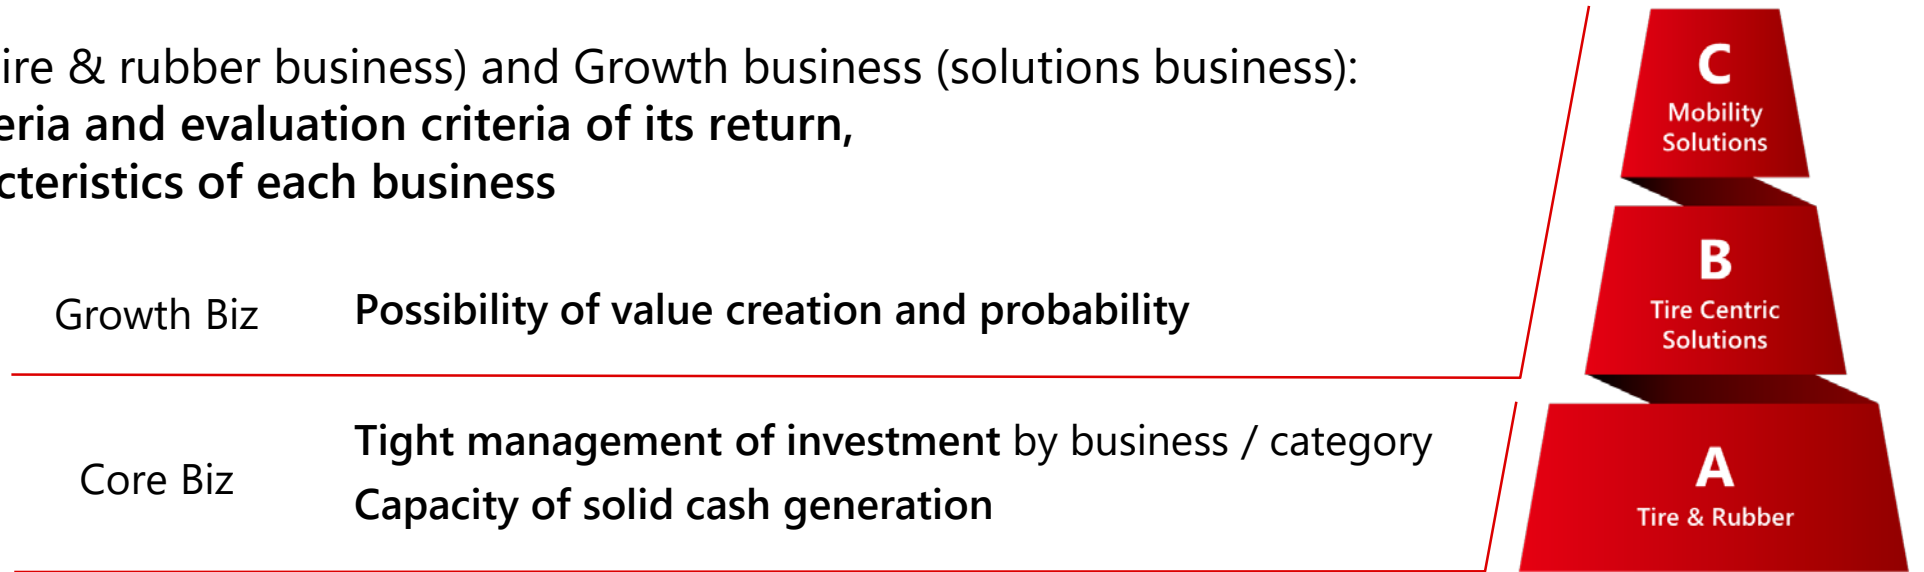 ire & rubber business) and Growth business (solutions business):
eria and evaluation criteria of its return,
cteristics of each business
Growth Biz
Possibility of value creation and probability
Core Biz
Tight management of investment by business / category
Capacity of solid cash generation
C
Mobility
Solutions
B
Tire Centric
Solutions
A
Tire & Rubber